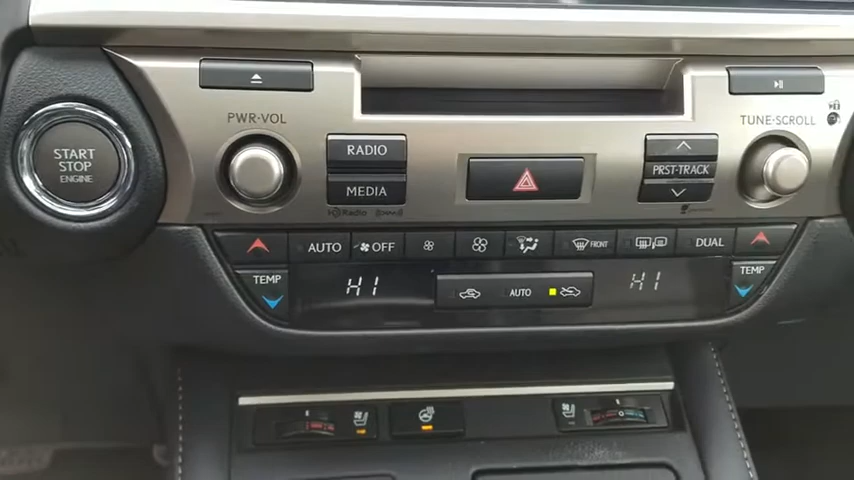 PWR·VOL
TUNE·SCROLL
START
STOP
ENGINE
RADIO
MEDIA
PRST·TRACK
AUTO
OFF
FRONT
REAR
DUAL
TEMP
TEMP
HI
HI
AUTO